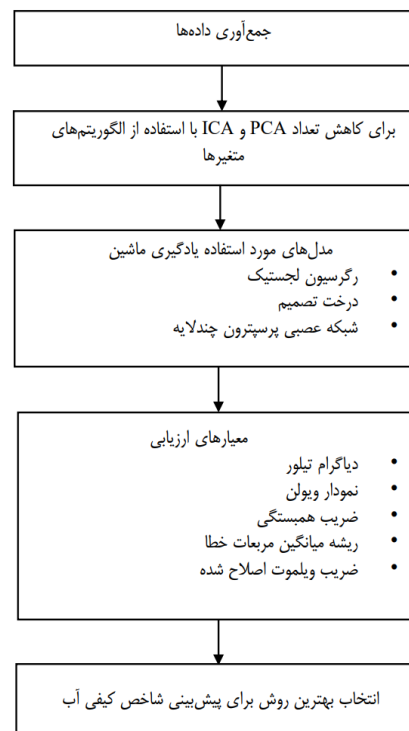 جمع‌آوری داده‌ها
برای کاهش تعداد PCA و ICA با استفاده از الگوریتم‌های
متغیرها
مدل‌های مورد استفاده یادگیری ماشین
• رگرسیون لجستیک
• درخت تصمیم
• شبکه عصبی پرسپترون چندلایه
معیارهای ارزیابی
• دیاگرام تیلور
• نمودار ویولن
• ضریب همبستگی
• ریشه میانگین مربعات خطا
• ضریب ویلموت اصلاح شده
انتخاب بهترین روش برای پیش‌بینی شاخص کیفی آب